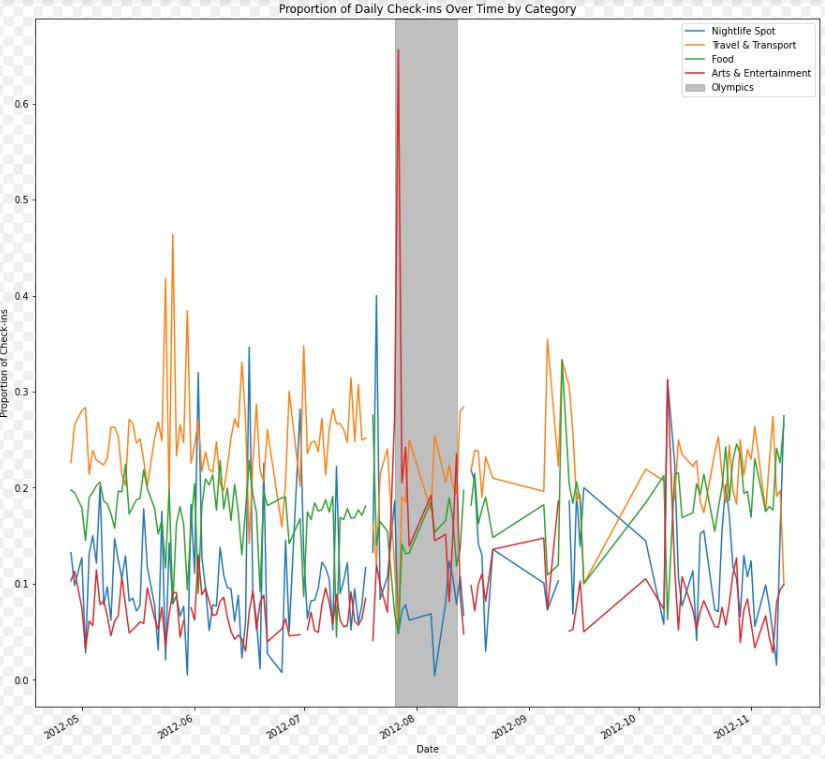 Proportion of Daily Check-ins Over Time by Category
Nightlife Spot
Travel & Transport
Food
Arts & Entertainment
Olympics
Proportion of Check-ins
0.6
0.5
0.4
0.3
0.2
0.1
0.0
2012-05
2012-06
2012-07
2012-08
2012-09
2012-10
2012-11
Date